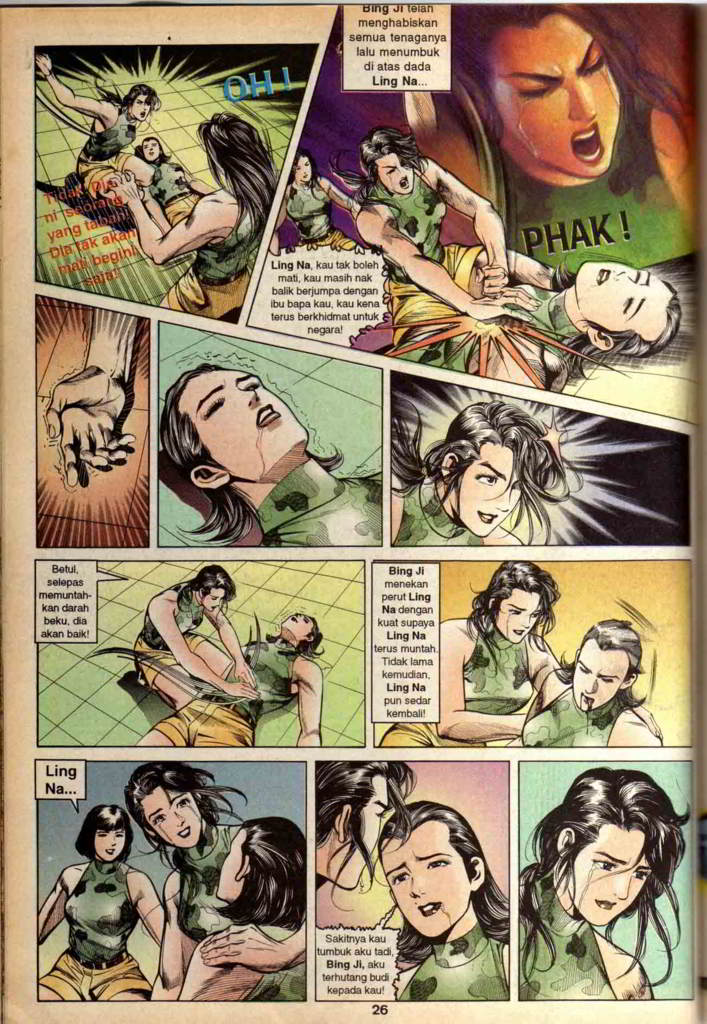 OH !
Tidak. Dia
ni seorang
yang tabah!
Dia tak akan
mati begini
saja!
Bing Ji telah
menghabiskan
semua tenaganya
lalu menumbuk
di atas dada
Ling Na...
PHAK !
Ling Na, kau tak boleh
mati, kau masih nak
balik berjumpa dengan
ibu bapa kau, kau kena
terus berkhidmat untuk
negara!
Betul,
selepas
memuntah-
kan darah
beku, dia
akan baik!
Bing Ji
menekan
perut Ling
Na dengan
kuat supaya
Ling Na
terus muntah.
Tidak lama
kemudian,
Ling Na
pun sedar
kembali!
Ling
Na...
Sakitnya kau
tumbuk aku tadi,
Bing Ji, aku
terhutang budi
kepada kau!
26